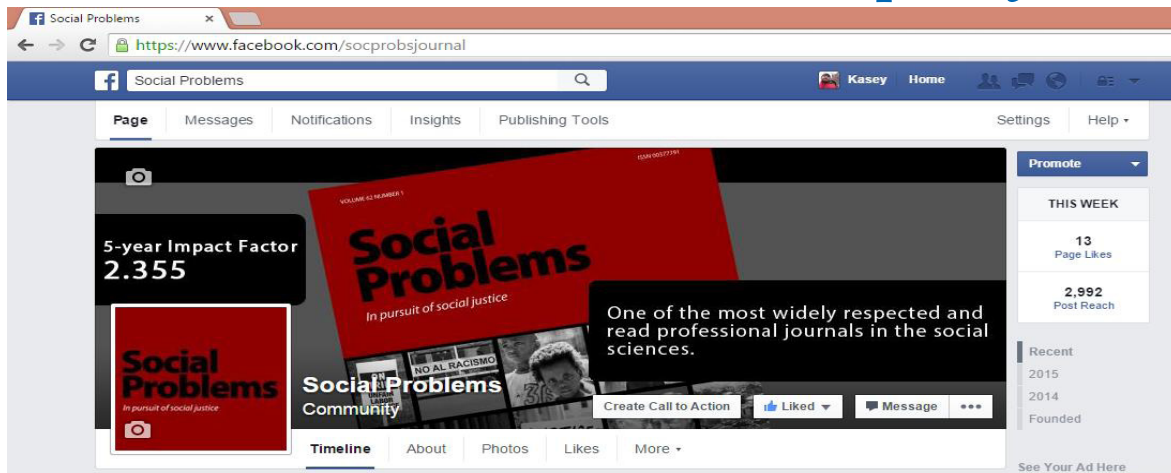 Social Problems
https://www.facebook.com/socprobsjournal
f Social Problems Kasey Home
Page Messages Notifications Insights Publishing Tools Settings Help
Promote
THIS WEEK
13
Page Likes
2,992
Post Reach
Recent
2015
2014
Founded
See Your Ad Here
VOLUME 62 NUMBER 1
5-year Impact Factor
2.355
Social
Problems
In pursuit of social justice
NO AL RACISMO
ON
UNFAIR
LABOR
One of the most widely respected and
read professional journals in the social
sciences.
Social
Problems
In pursuit of social justice
Social Problems
Community
Create Call to Action Liked Message
Timeline About Photos Likes More